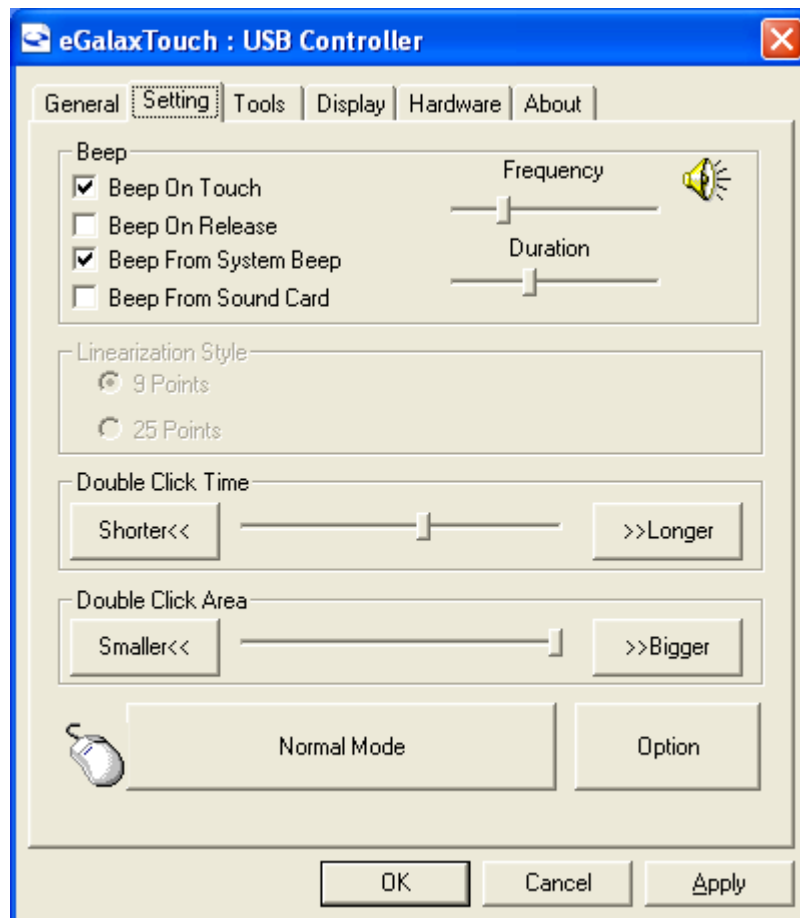 eGalaxTouch : USB Controller
General Setting Tools Display Hardware About
Beep
Beep On Touch
Beep On Release
Beep From System Beep
Beep From Sound Card
Frequency
Duration
Linearization Style
9 Points
25 Points
Double Click Time
Shorter<< >>Longer
Double Click Area
Smaller<< >>Bigger
Normal Mode Option
OK Cancel Apply